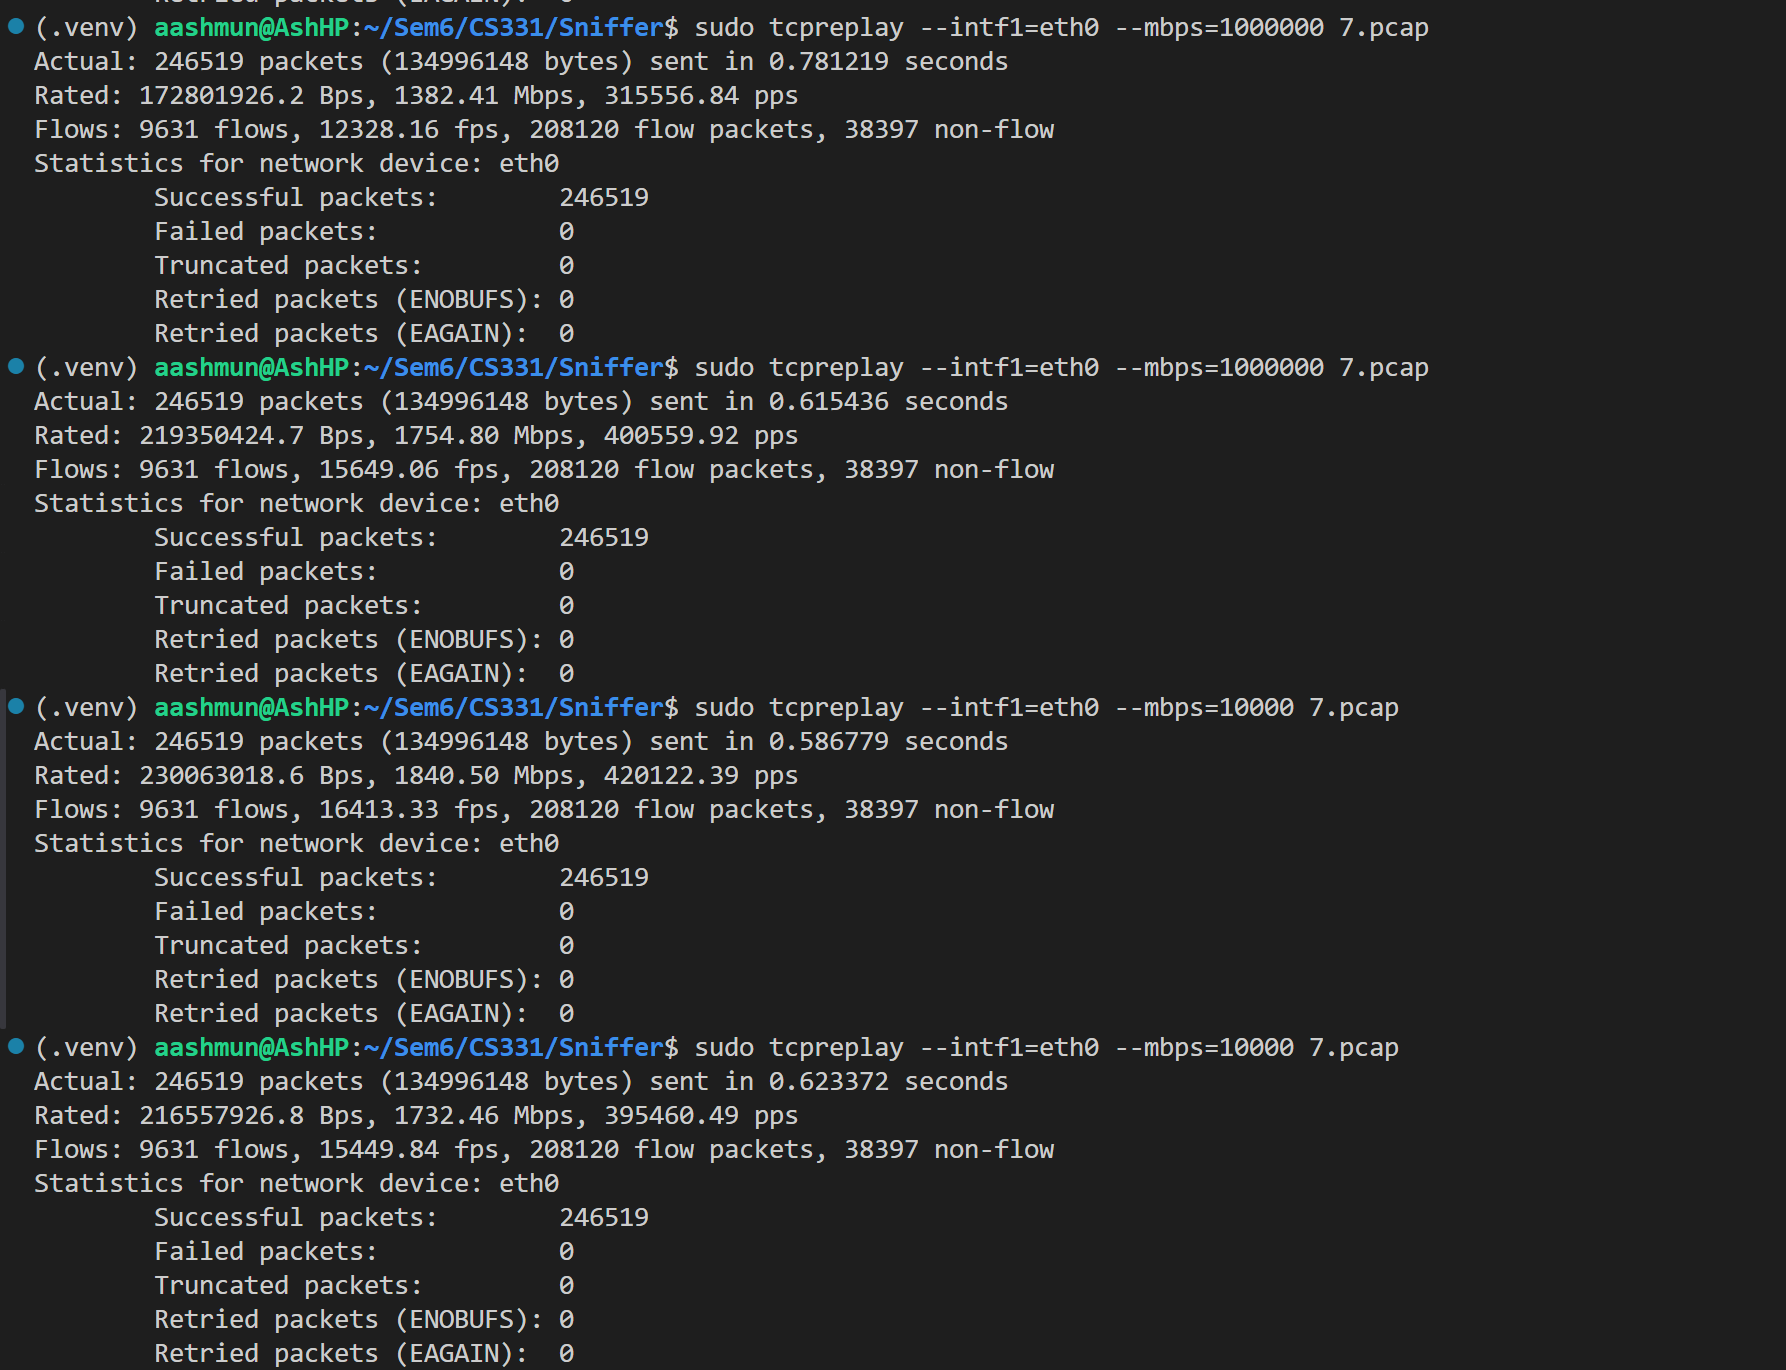 Retried packets (EAGAIN):  0
(.venv) aashmun@AshHP:~/Sem6/CS331/Sniffer$ sudo tcpreplay --intf1=eth0 --mbps=1000000 7.pcap
Actual: 246519 packets (134996148 bytes) sent in 0.781219 seconds
Rated: 172801926.2 Bps, 1382.41 Mbps, 315556.84 pps
Flows: 9631 flows, 12328.16 fps, 208120 flow packets, 38397 non-flow
Statistics for network device: eth0
        Successful packets:        246519
        Failed packets:            0
        Truncated packets:         0
        Retried packets (ENOBUFS): 0
        Retried packets (EAGAIN):  0
(.venv) aashmun@AshHP:~/Sem6/CS331/Sniffer$ sudo tcpreplay --intf1=eth0 --mbps=1000000 7.pcap
Actual: 246519 packets (134996148 bytes) sent in 0.615436 seconds
Rated: 219350424.7 Bps, 1754.80 Mbps, 400559.92 pps
Flows: 9631 flows, 15649.06 fps, 208120 flow packets, 38397 non-flow
Statistics for network device: eth0
        Successful packets:        246519
        Failed packets:            0
        Truncated packets:         0
        Retried packets (ENOBUFS): 0
        Retried packets (EAGAIN):  0
(.venv) aashmun@AshHP:~/Sem6/CS331/Sniffer$ sudo tcpreplay --intf1=eth0 --mbps=10000 7.pcap
Actual: 246519 packets (134996148 bytes) sent in 0.586779 seconds
Rated: 230063018.6 Bps, 1840.50 Mbps, 420122.39 pps
Flows: 9631 flows, 16413.33 fps, 208120 flow packets, 38397 non-flow
Statistics for network device: eth0
        Successful packets:        246519
        Failed packets:            0
        Truncated packets:         0
        Retried packets (ENOBUFS): 0
        Retried packets (EAGAIN):  0
(.venv) aashmun@AshHP:~/Sem6/CS331/Sniffer$ sudo tcpreplay --intf1=eth0 --mbps=10000 7.pcap
Actual: 246519 packets (134996148 bytes) sent in 0.623372 seconds
Rated: 216557926.8 Bps, 1732.46 Mbps, 395460.49 pps
Flows: 9631 flows, 15449.84 fps, 208120 flow packets, 38397 non-flow
Statistics for network device: eth0
        Successful packets:        246519
        Failed packets:            0
        Truncated packets:         0
        Retried packets (ENOBUFS): 0
        Retried packets (EAGAIN):  0